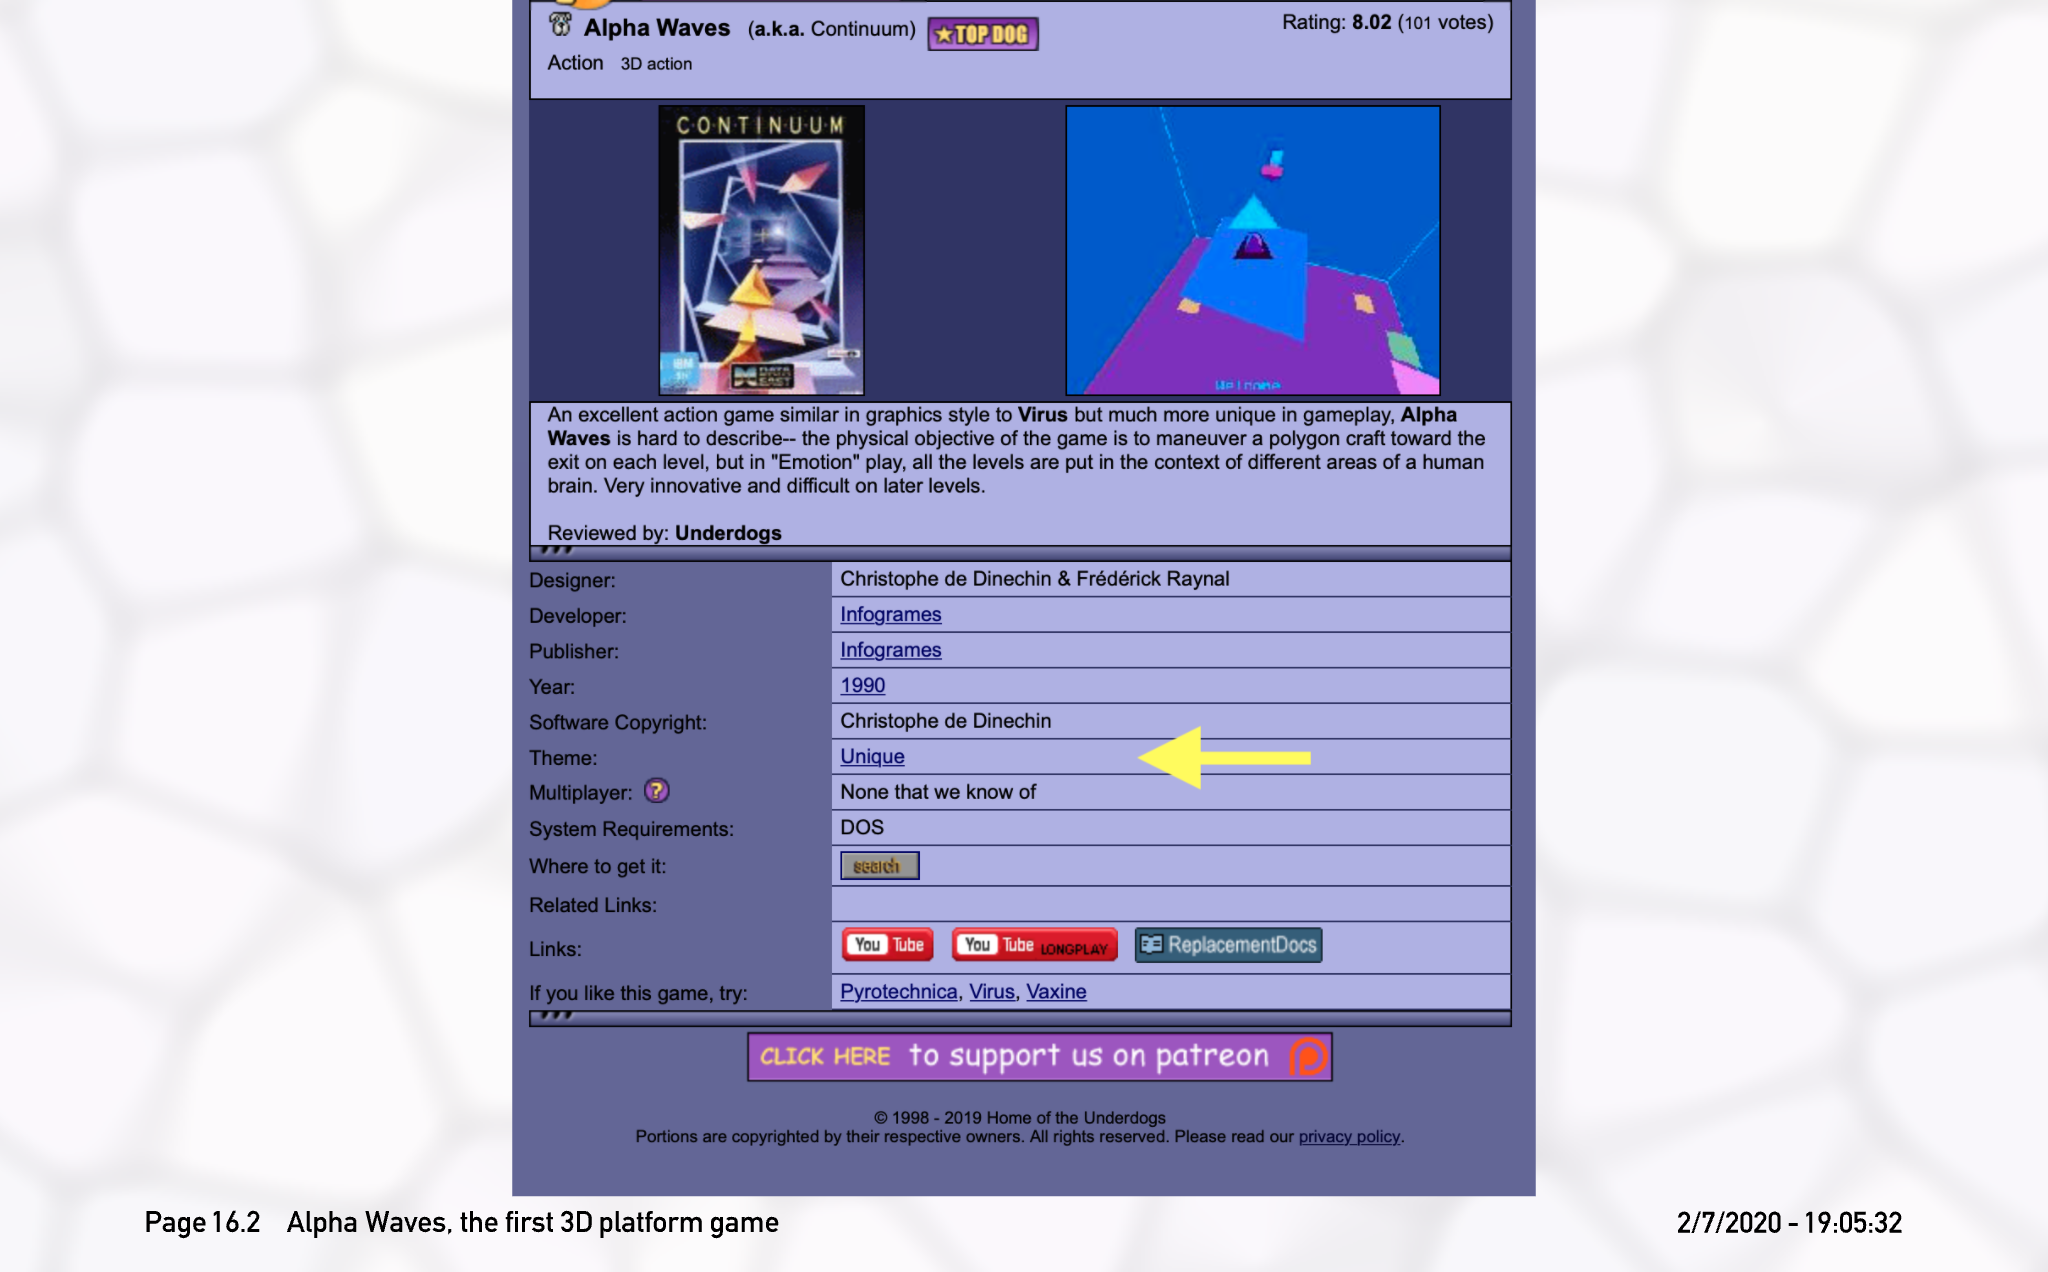 Alpha Waves (a.k.a. Continuum) ★TOP DOG Rating: 8.02 (101 votes)
Action 3D action
CONTINUUM
IBM
DATA
EAST
Welcome
An excellent action game similar in graphics style to Virus but much more unique in gameplay, Alpha
Waves is hard to describe-- the physical objective of the game is to maneuver a polygon craft toward the
exit on each level, but in "Emotion" play, all the levels are put in the context of different areas of a human
brain. Very innovative and difficult on later levels.
Reviewed by: Underdogs
Designer: Christophe de Dinechin & Frédérick Raynal
Developer: Infogrames
Publisher: Infogrames
Year: 1990
Software Copyright: Christophe de Dinechin
Theme: Unique
Multiplayer: ? None that we know of
System Requirements: DOS
Where to get it: search
Related Links:
Links: You Tube You Tube LONGPLAY ReplacementDocs
If you like this game, try: Pyrotechnica, Virus, Vaxine
CLICK HERE to support us on patreon
© 1998 - 2019 Home of the Underdogs
Portions are copyrighted by their respective owners. All rights reserved. Please read our privacy policy.
Page 16.2 Alpha Waves, the first 3D platform game 2/7/2020 - 19:05:32